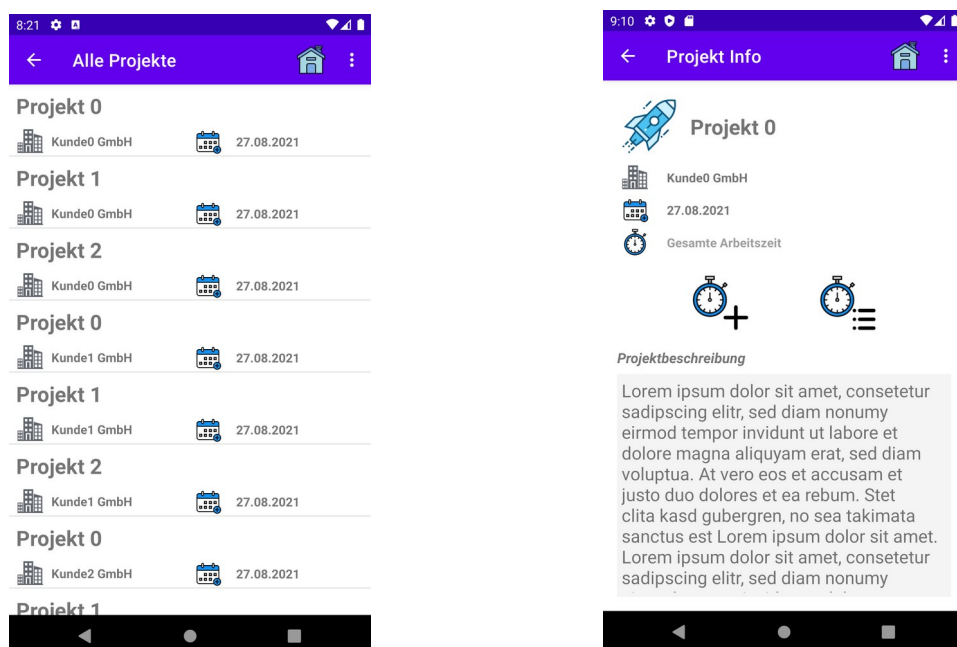 8:21
Alle Projekte
Projekt 0
Kunde0 GmbH 27.08.2021
Projekt 1
Kunde0 GmbH 27.08.2021
Projekt 2
Kunde0 GmbH 27.08.2021
Projekt 0
Kunde1 GmbH 27.08.2021
Projekt 1
Kunde1 GmbH 27.08.2021
Projekt 2
Kunde1 GmbH 27.08.2021
Projekt 0
Kunde2 GmbH 27.08.2021
Projekt 1
9:10
Projekt Info
Projekt 0
Kunde0 GmbH
27.08.2021
Gesamte Arbeitszeit
Projektbeschreibung
Lorem ipsum dolor sit amet, consetetur
sadipscing elitr, sed diam nonumy
eirmod tempor invidunt ut labore et
dolore magna aliquyam erat, sed diam
voluptua. At vero eos et accusam et
justo duo dolores et ea rebum. Stet
clita kasd gubergren, no sea takimata
sanctus est Lorem ipsum dolor sit amet.
Lorem ipsum dolor sit amet, consetetur
sadipscing elitr, sed diam nonumy